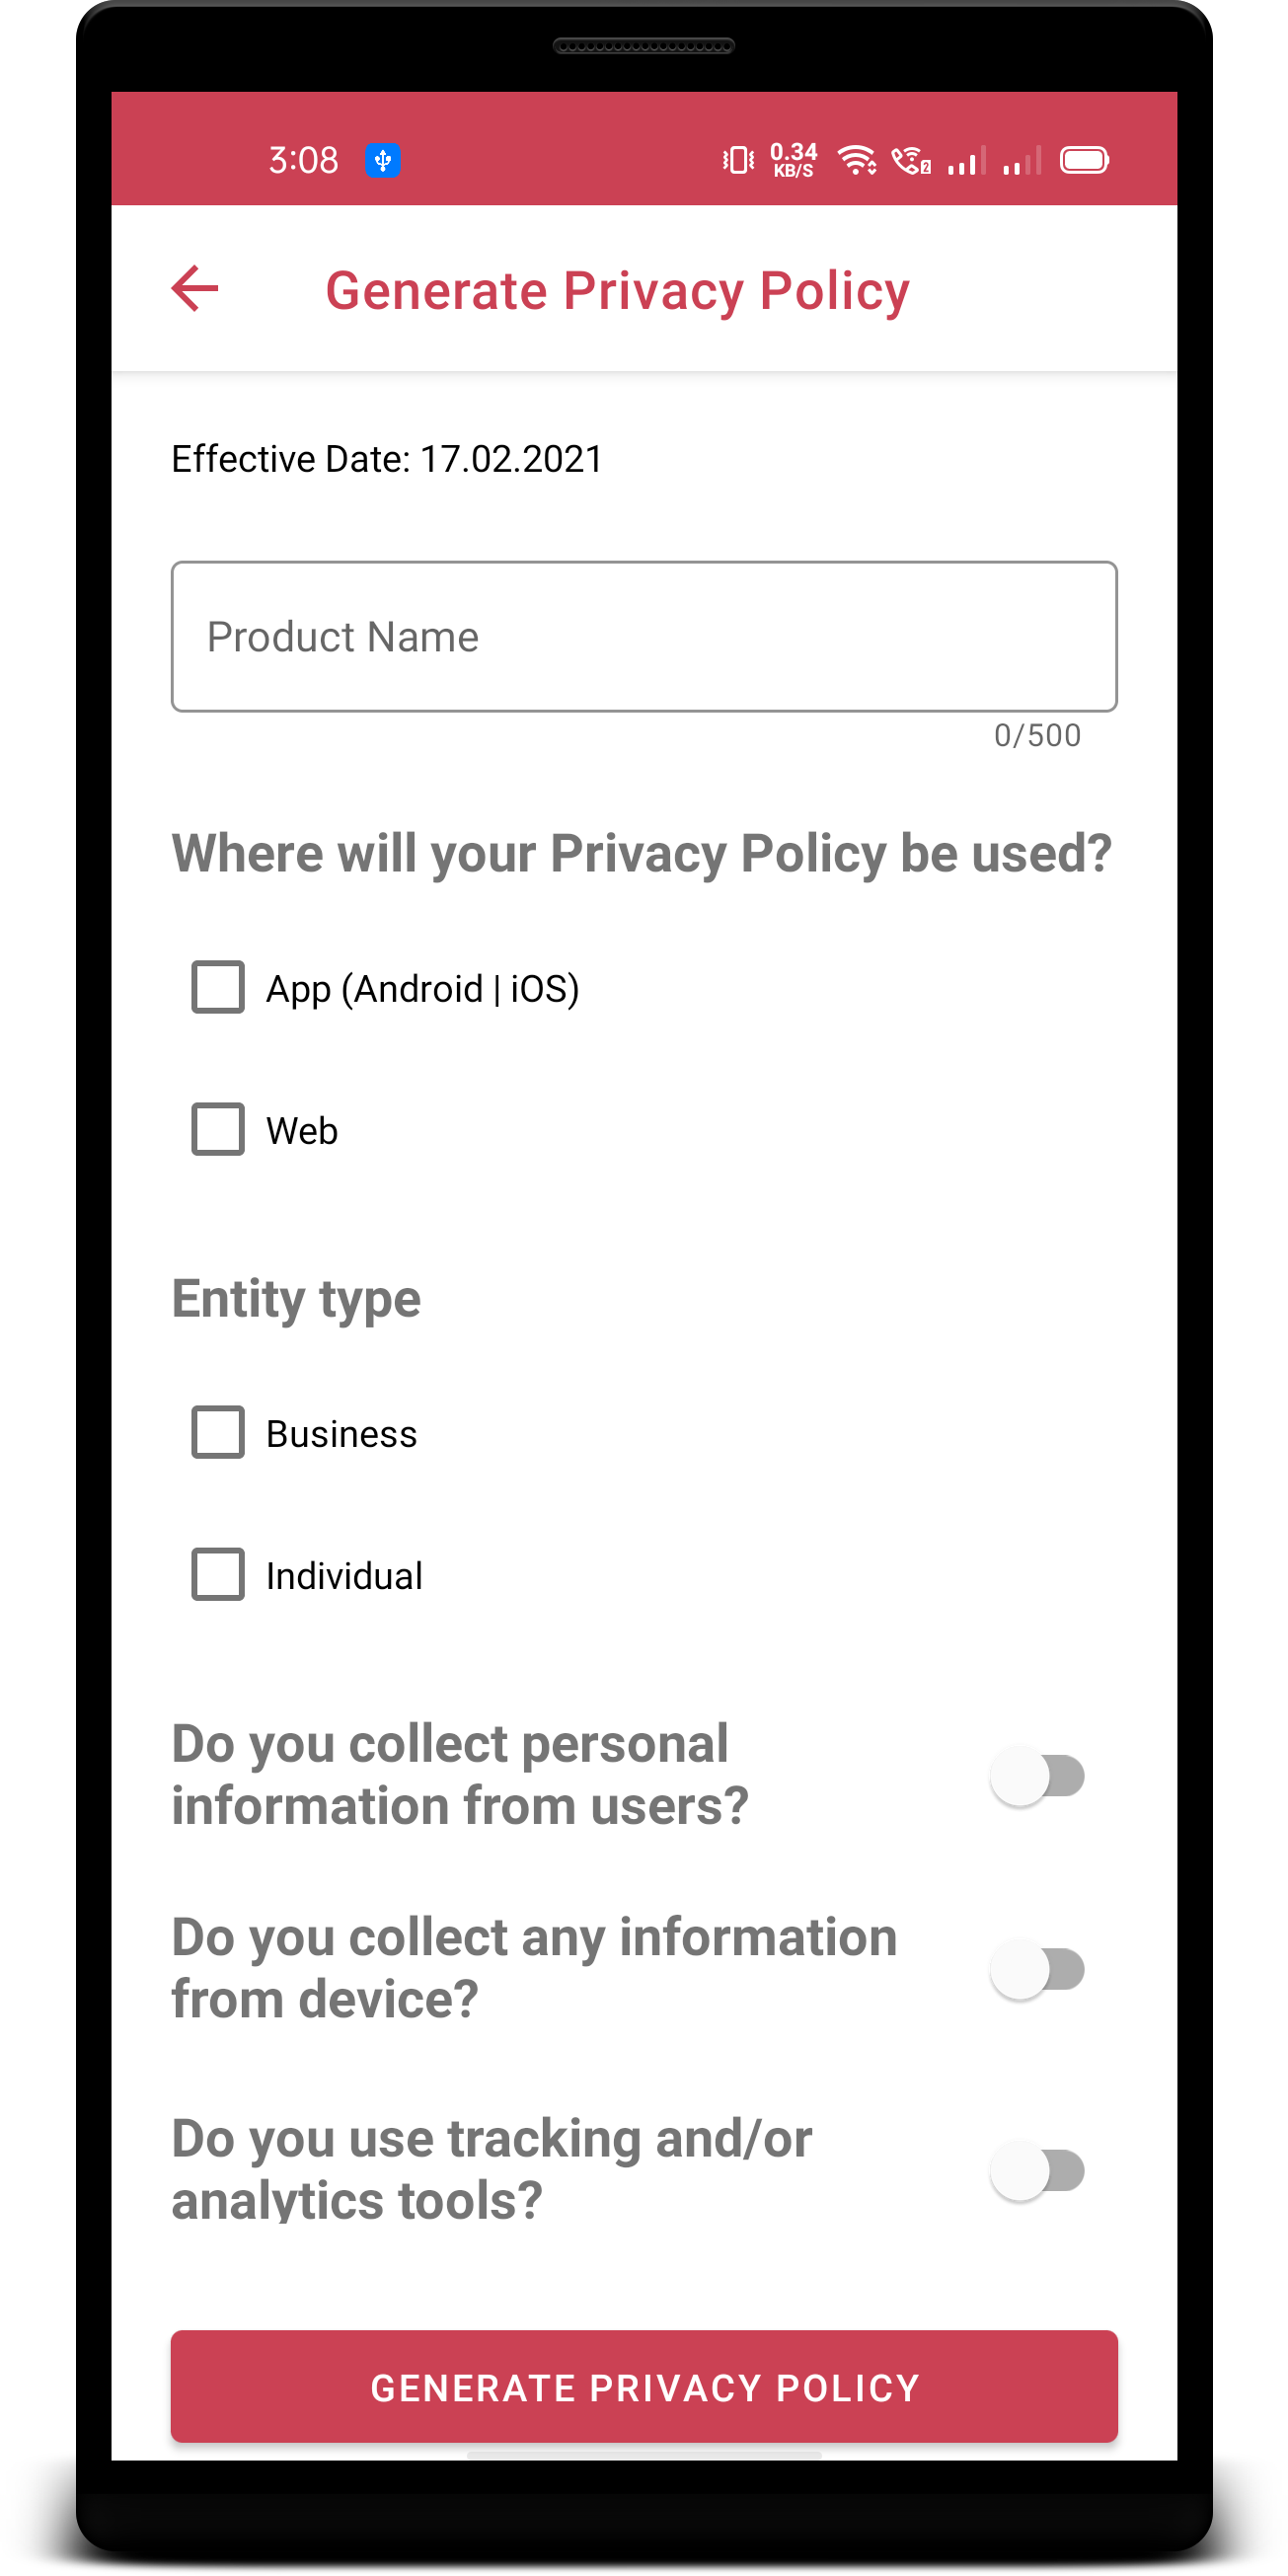 3:08
0.34
KB/S
2
Generate Privacy Policy
Effective Date: 17.02.2021
Product Name
0/500
Where will your Privacy Policy be used?
App (Android | iOS)
Web
Entity type
Business
Individual
Do you collect personal
information from users?
Do you collect any information
from device?
Do you use tracking and/or
analytics tools?
GENERATE PRIVACY POLICY